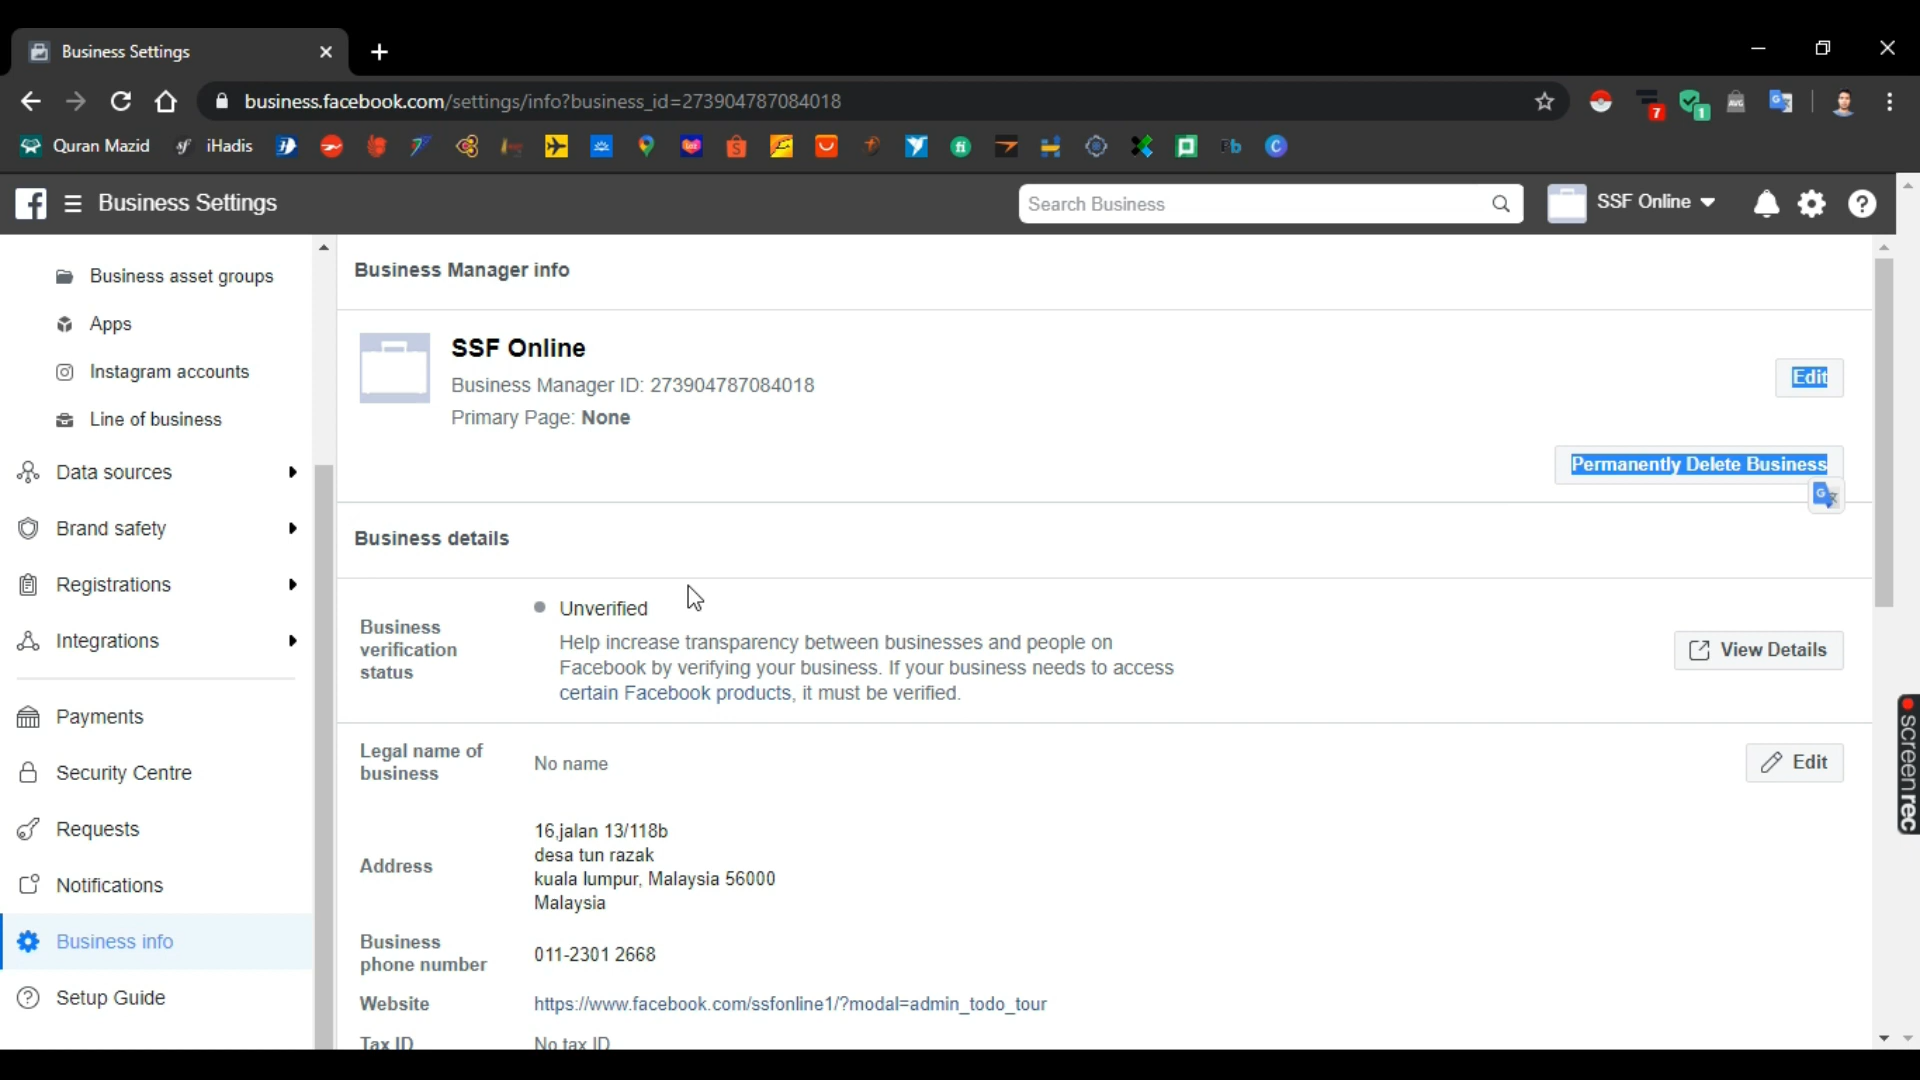 Business Settings
business.facebook.com/settings/info?business_id=273904787084018
7
1
AVG
Quran Mazid
iHadis
Business Settings
Search Business
SSF Online
Business asset groups
Apps
Instagram accounts
Line of business
Data sources
Brand safety
Registrations
Integrations
Payments
Security Centre
Requests
Notifications
Business info
Setup Guide
Business Manager info
SSF Online
Business Manager ID: 273904787084018
Primary Page: None
Edit
Permanently Delete Business
Business details
Business
verification
status
Unverified
Help increase transparency between businesses and people on
Facebook by verifying your business. If your business needs to access
certain Facebook products, it must be verified.
View Details
Legal name of
business
No name
Edit
Address
16,jalan 13/118b
desa tun razak
kuala lumpur, Malaysia 56000
Malaysia
Business
phone number
011-2301 2668
Website
https://www.facebook.com/ssfonline1/?modal=admin_todo_tour
Tax ID
No tax ID
screenrec